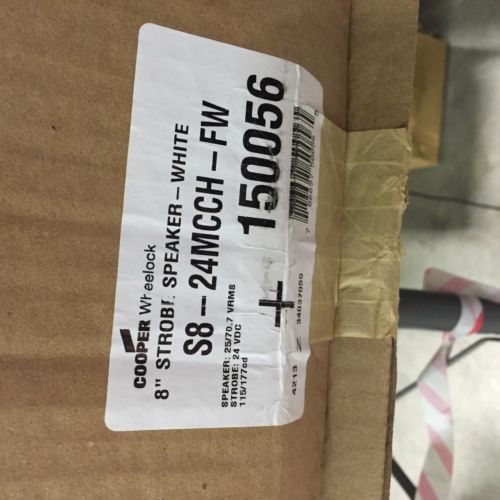 COOPER Wheelock
8" STROBE SPEAKER-WHITE
S8-24MCCH-FW
150056
SPEAKER: 25/70.7 VRMS
STROBE: 24 VDC
115/177cd
4213 Z 34037059